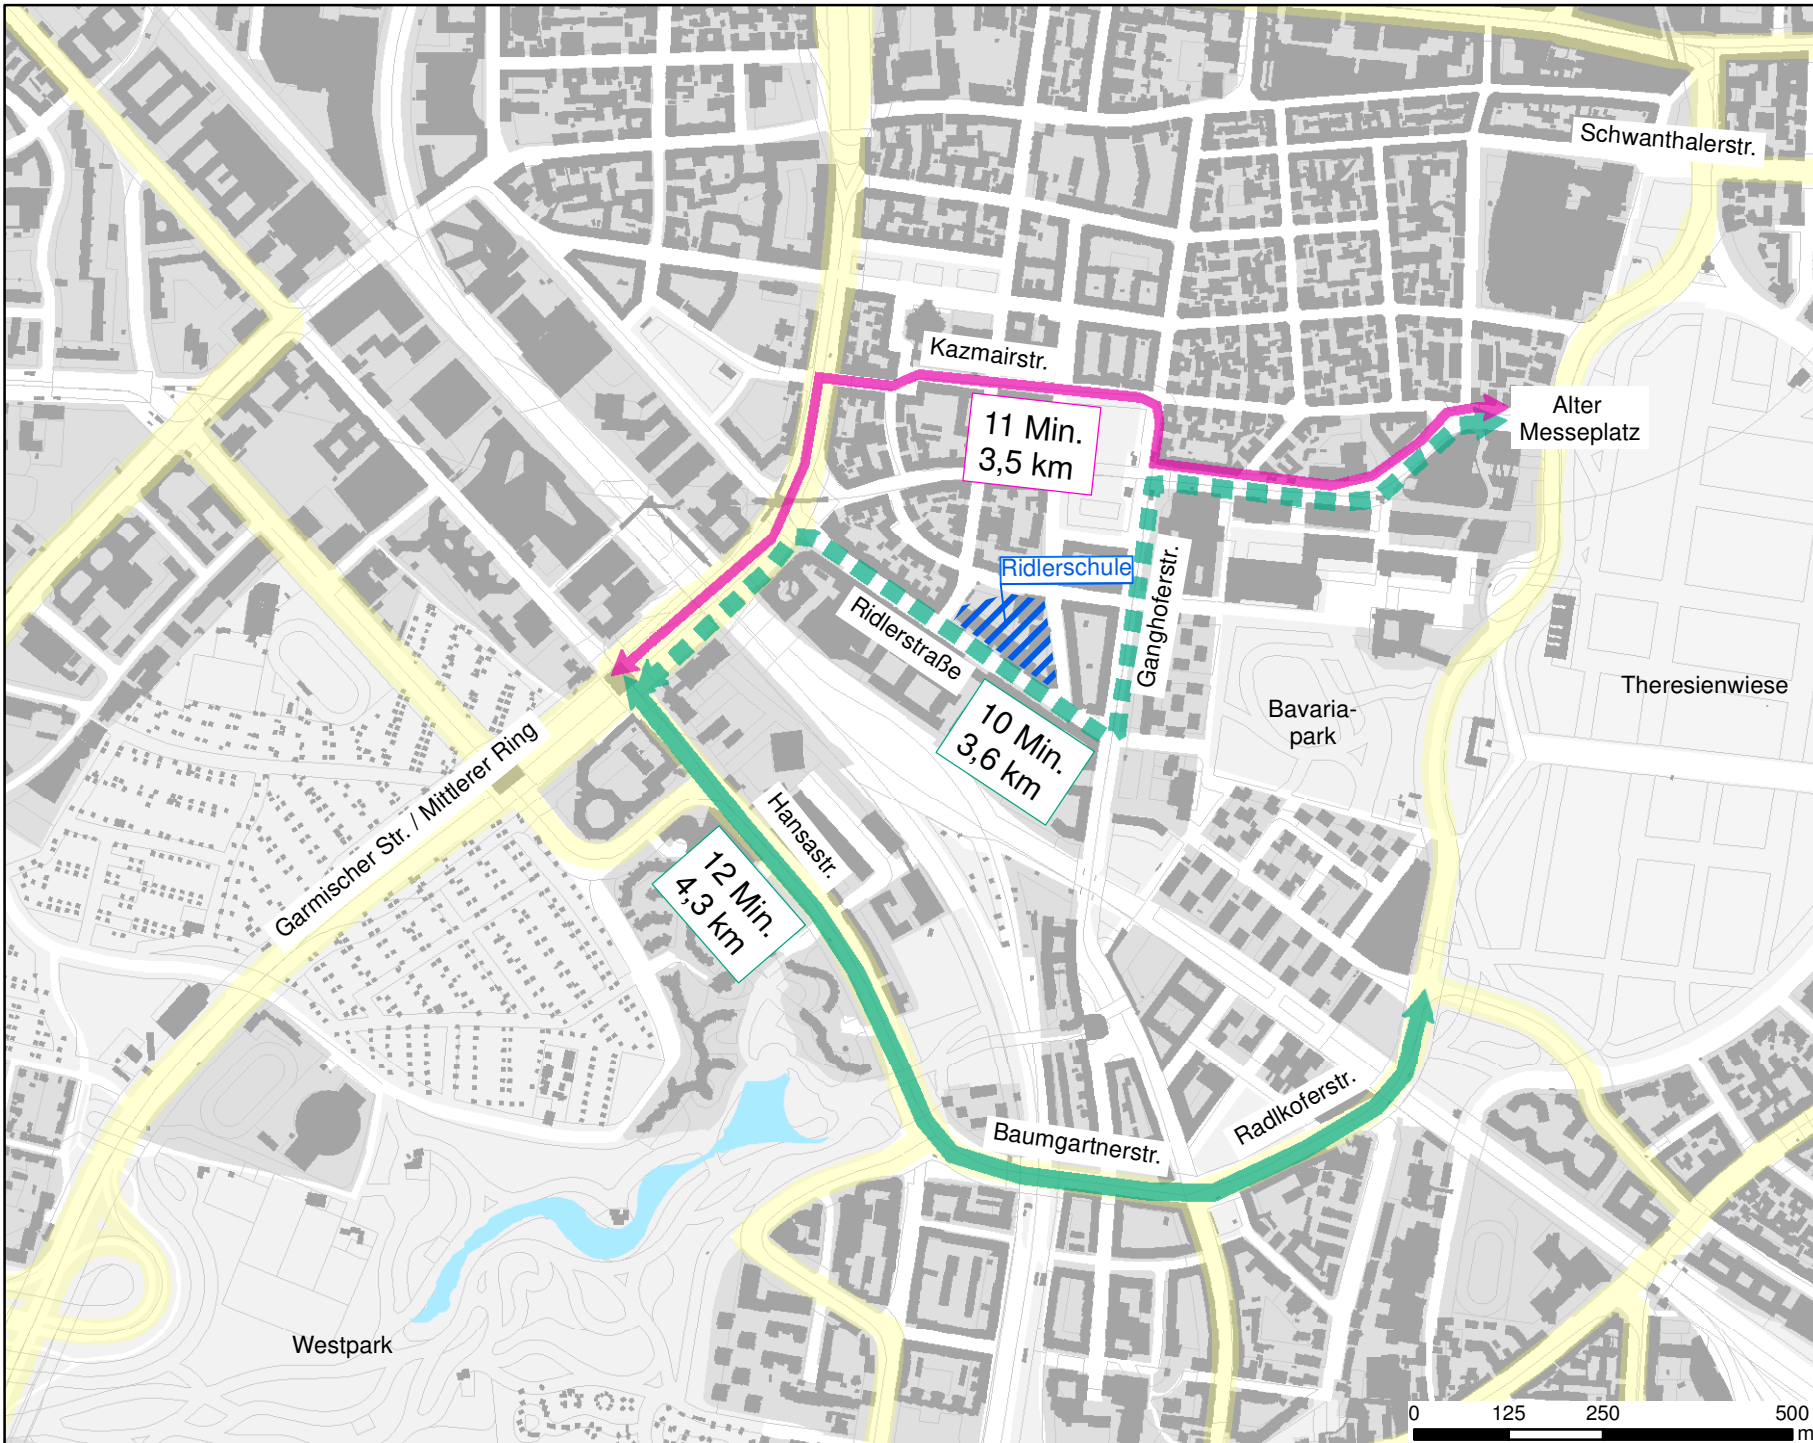 Schwanthalerstr.
Kazmairstr.
Alter
Messeplatz
11 Min.
3,5 km
Ridlerschule
Ganghoferstr.
Ridlerstraße
Theresienwiese
Bavaria-
park
10 Min.
3,6 km
Garmischer Str. / Mittlerer Ring
Hansastr.
12 Min.
4,3 km
Radlkoferstr.
Baumgartnerstr.
Westpark
0 125 250 500
m